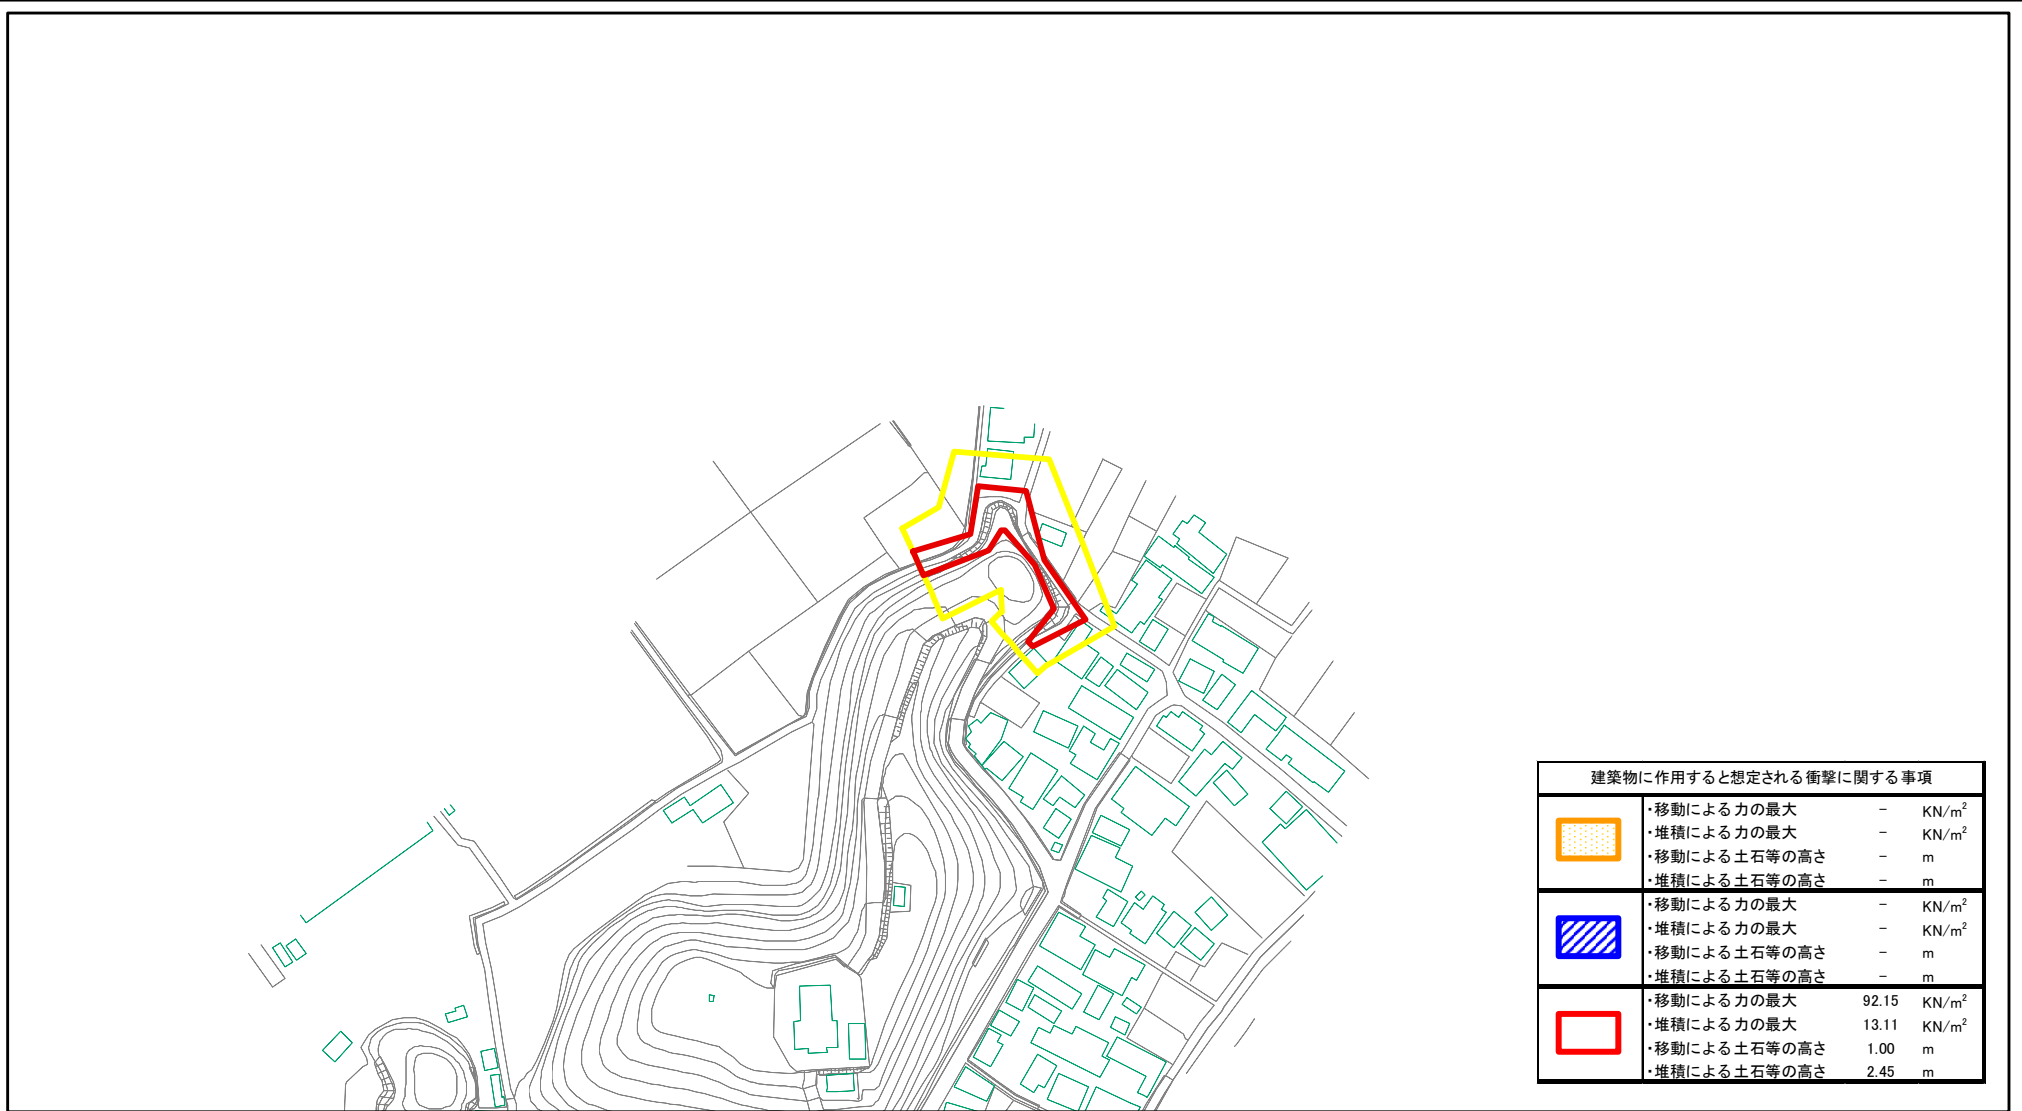 建築物に作用すると想定される衝撃に関する事項
・移動による力の最大 - KN/m²
・堆積による力の最大 - KN/m²
・移動による土石等の高さ - m
・堆積による土石等の高さ - m
・移動による力の最大 - KN/m²
・堆積による力の最大 - KN/m²
・移動による土石等の高さ - m
・堆積による土石等の高さ - m
・移動による力の最大 92.15 KN/m²
・堆積による力の最大 13.11 KN/m²
・移動による土石等の高さ 1.00 m
・堆積による土石等の高さ 2.45 m